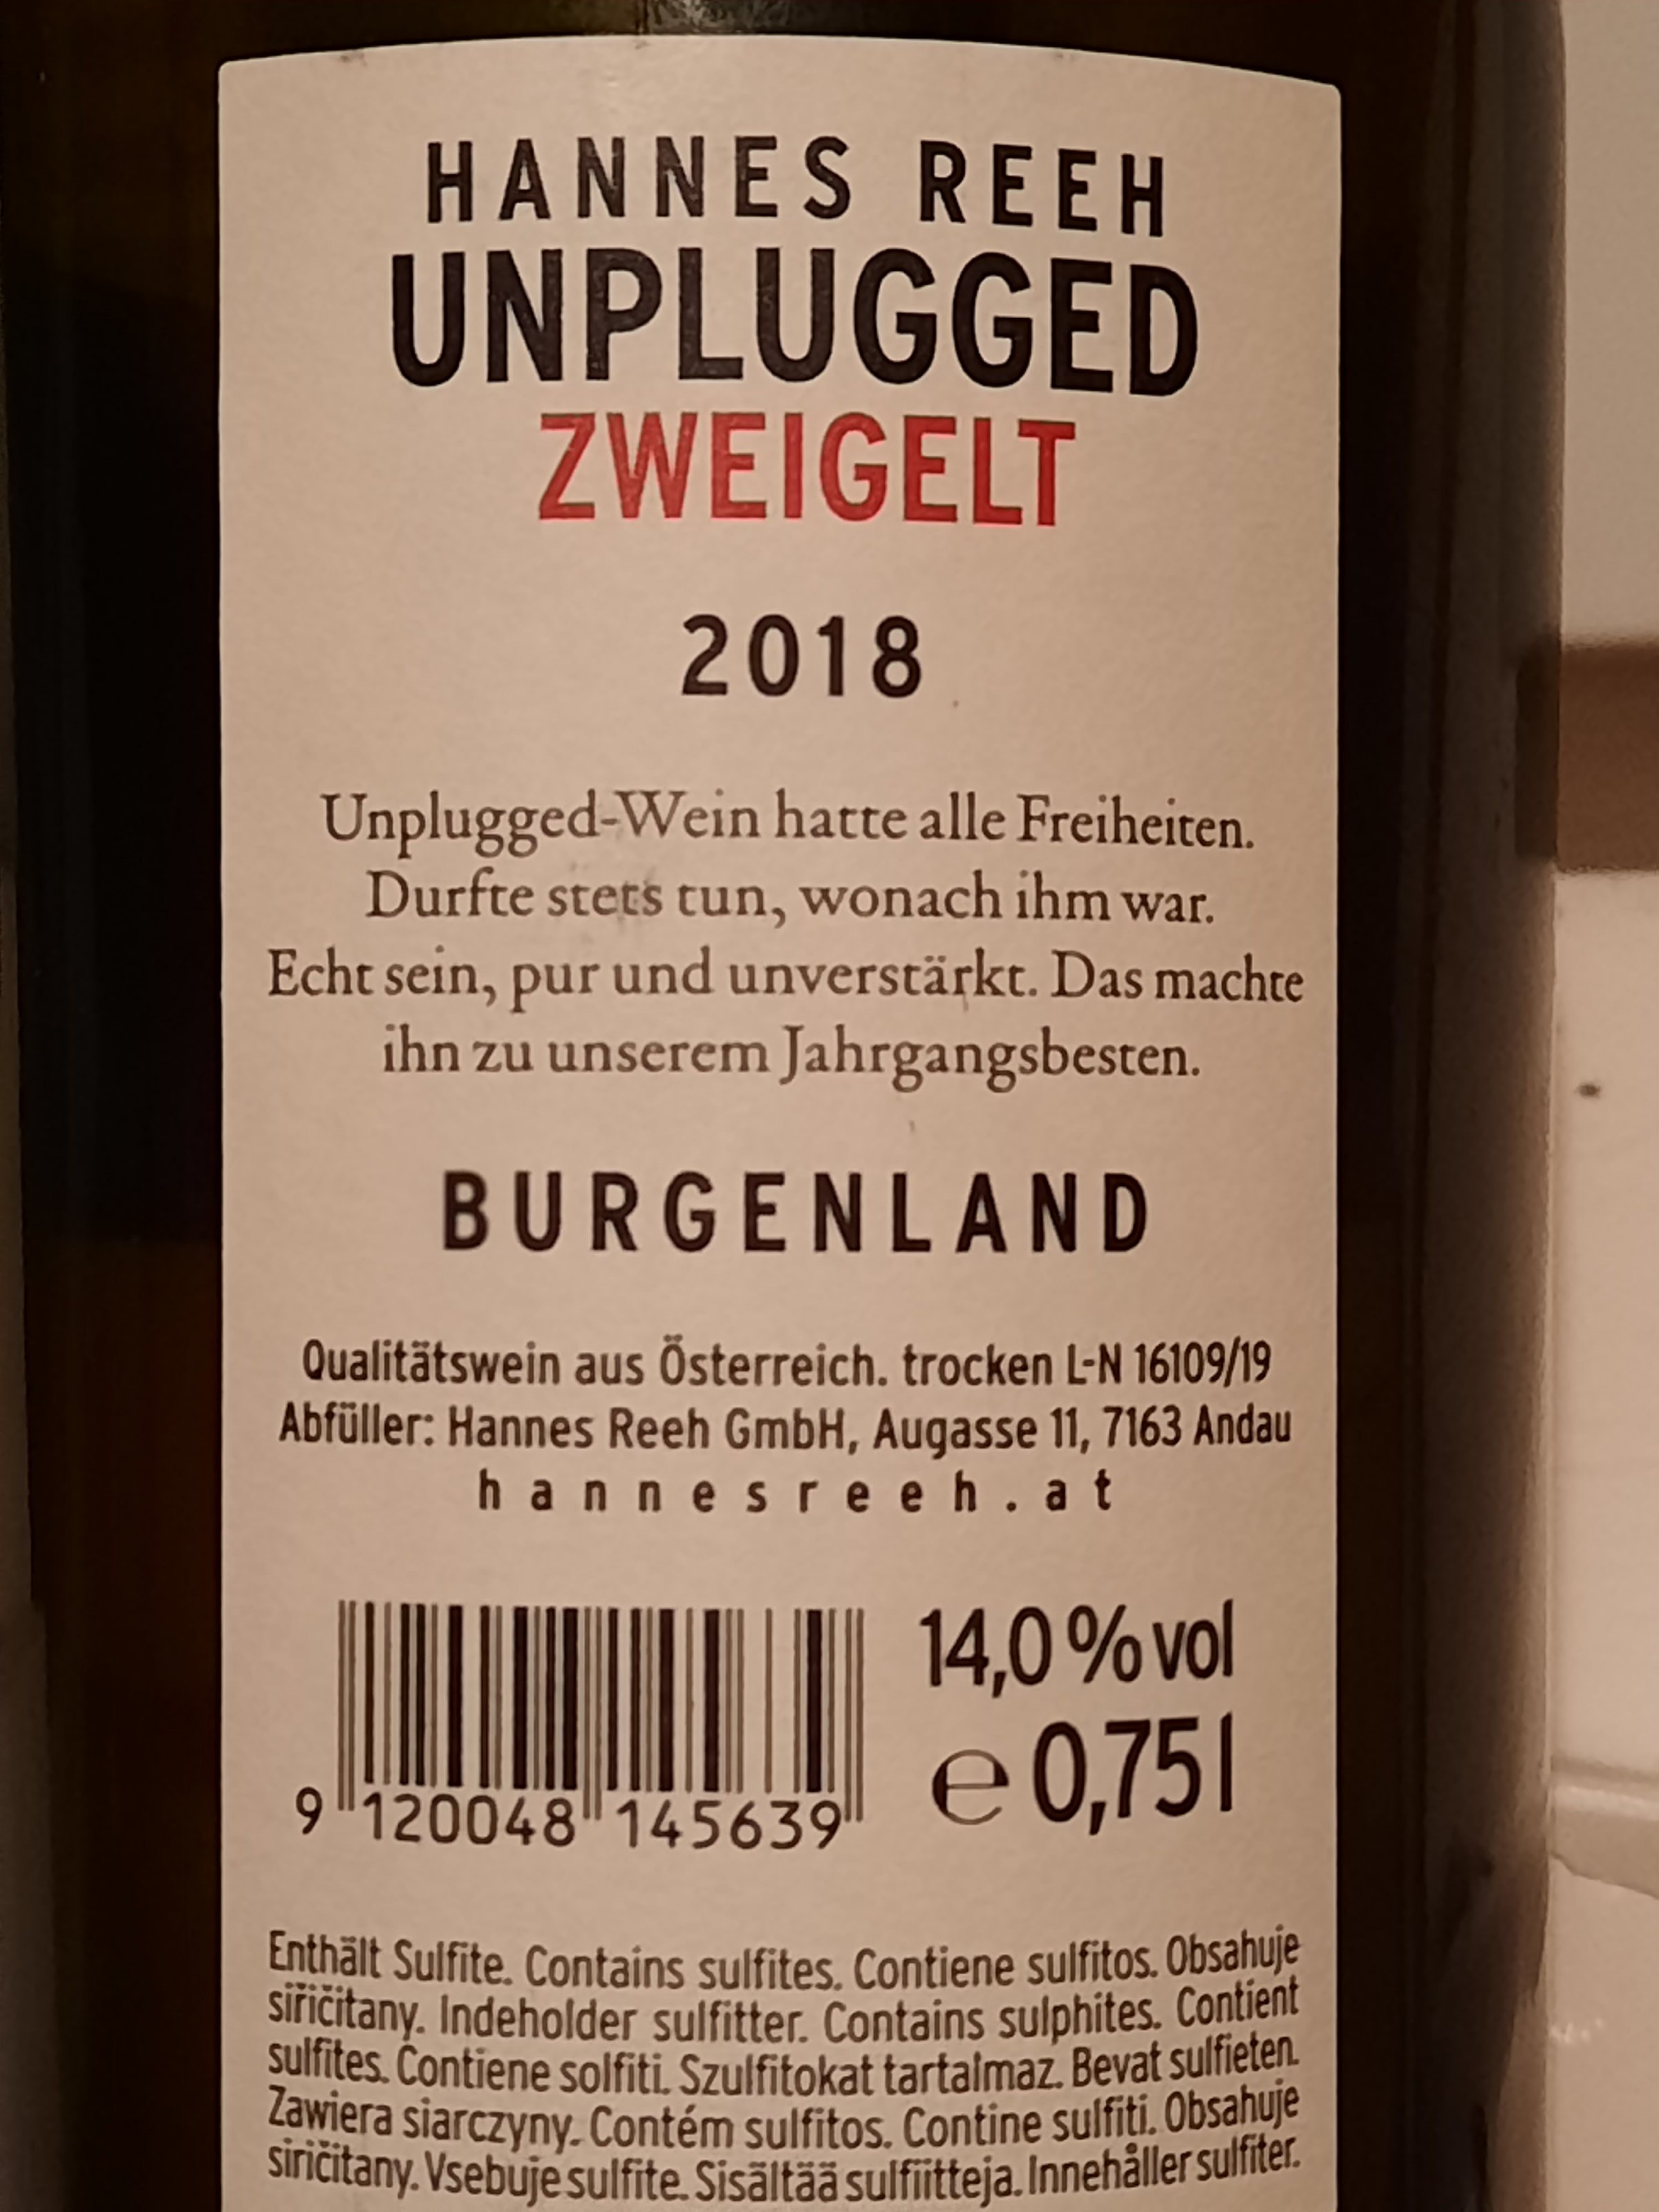 HANNES REEH
UNPLUGGED
ZWEIGELT
2018
Unplugged-Wein hatte alle Freiheiten.
Durfte stets tun, wonach ihm war.
Echt sein, pur und unverstärkt. Das machte
ihn zu unserem Jahrgangsbesten.
BURGENLAND
Qualitätswein aus Österreich. trocken L-N 16109/19
Abfüller: Hannes Reeh GmbH, Augasse 11, 7163 Andau
hannesreeh.at
14,0 % vol
e 0,75 l
9 120048 145639
Enthält Sulfite. Contains sulfites. Contiene sulfitos. Obsahuje
siřičitany. Indeholder sulfitter. Contains sulphites. Contient
sulfites. Contiene solfiti. Szulfitokat tartalmaz. Bevat sulfieten.
Zawiera siarczyny. Contém sulfitos. Contine sulfiti. Obsahuje
siričitany. Vsebuje sulfite. Sisältää sulfiitteja. Innehåller sulfiter.